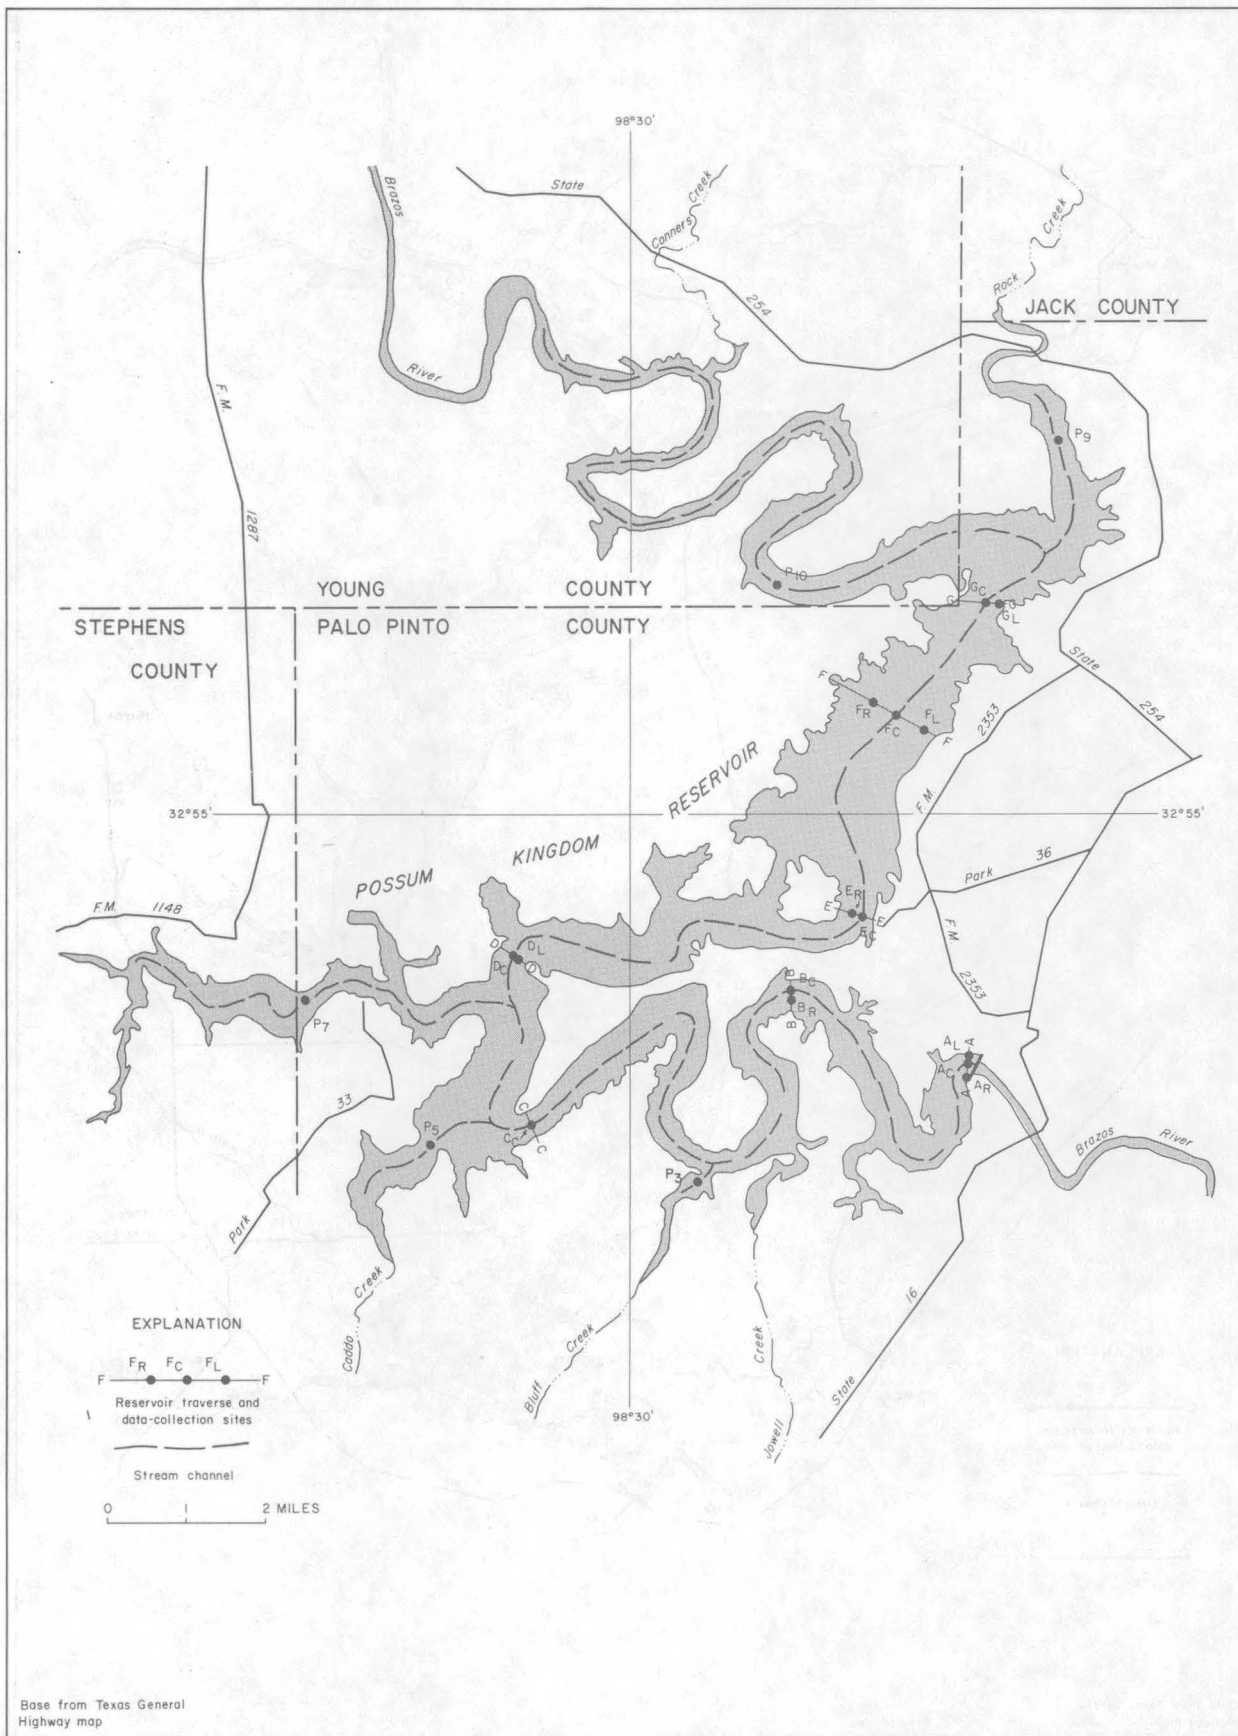 98°30'
Brazos
River
State
254
Conners Creek
Rock Creek
JACK COUNTY
F. M.
1287
P9
P10
YOUNG COUNTY
STEPHENS COUNTY
PALO PINTO COUNTY
G
GC
GL
G
F
FR
FC
FL
F
State
254
2353
F. M.
RESERVOIR
32°55'
32°55'
KINGDOM
POSSUM
Park 36
F.M. 1148
ER
E
E
EC
F M
2353
D
DL
DC
D
P7
B
BC
BR
B
AL
A
AC
AR
A
33
Park
P5
C
CC
C
P3
Brazos River
Caddo Creek
Bluff Creek
Jowell Creek
State 16
98°30'
EXPLANATION
FR FC FL
F F
Reservoir traverse and
data-collection sites
Stream channel
0 1 2 MILES
Base from Texas General
Highway map